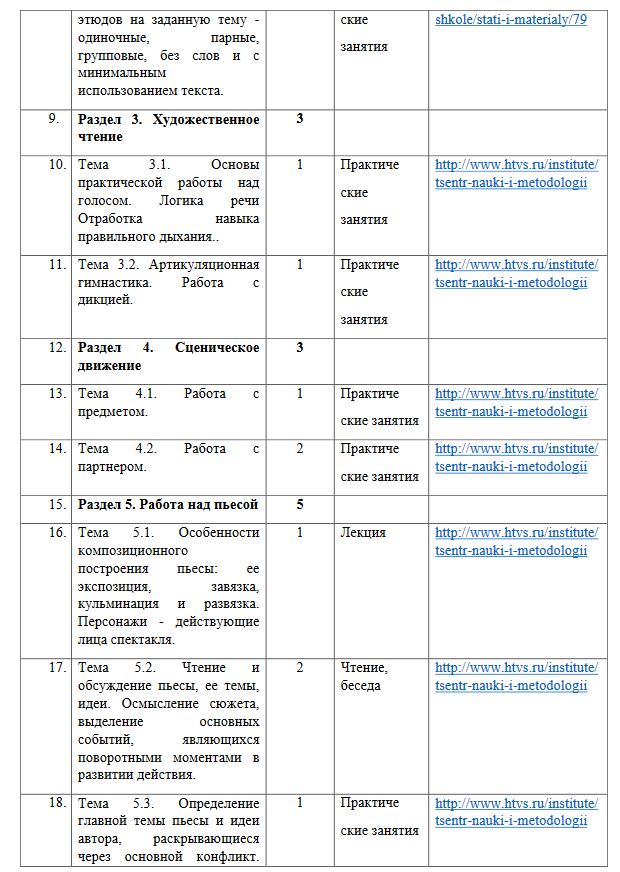 этюдов на заданную тему -
одиночные, парные,
групповые, без слов и с
минимальным
использованием текста.
ские
занятия
shkole/stati-i-materialy/79
9. Раздел 3. Художественное
чтение
3
10. Тема 3.1. Основы
практической работы над
голосом. Логика речи
Отработка навыка
правильного дыхания..
1
Практиче
ские
занятия
http://www.htvs.ru/institute/
tsentr-nauki-i-metodologii
11. Тема 3.2. Артикуляционная
гимнастика. Работа с
дикцией.
1
Практиче
ские
занятия
http://www.htvs.ru/institute/
tsentr-nauki-i-metodologii
12. Раздел 4. Сценическое
движение
3
13. Тема 4.1. Работа с
предметом.
1
Практиче
ские занятия
http://www.htvs.ru/institute/
tsentr-nauki-i-metodologii
14. Тема 4.2. Работа с
партнером.
2
Практиче
ские занятия
http://www.htvs.ru/institute/
tsentr-nauki-i-metodologii
15. Раздел 5. Работа над пьесой
5
16. Тема 5.1. Особенности
композиционного
построения пьесы: ее
экспозиция, завязка,
кульминация и развязка.
Персонажи - действующие
лица спектакля.
1
Лекция
http://www.htvs.ru/institute/
tsentr-nauki-i-metodologii
17. Тема 5.2. Чтение и
обсуждение пьесы, ее темы,
идеи. Осмысление сюжета,
выделение основных
событий, являющихся
поворотными моментами в
развитии действия.
2
Чтение,
беседа
http://www.htvs.ru/institute/
tsentr-nauki-i-metodologii
18. Тема 5.3. Определение
главной темы пьесы и идеи
автора, раскрывающиеся
через основной конфликт.
1
Практиче
ские занятия
http://www.htvs.ru/institute/
tsentr-nauki-i-metodologii